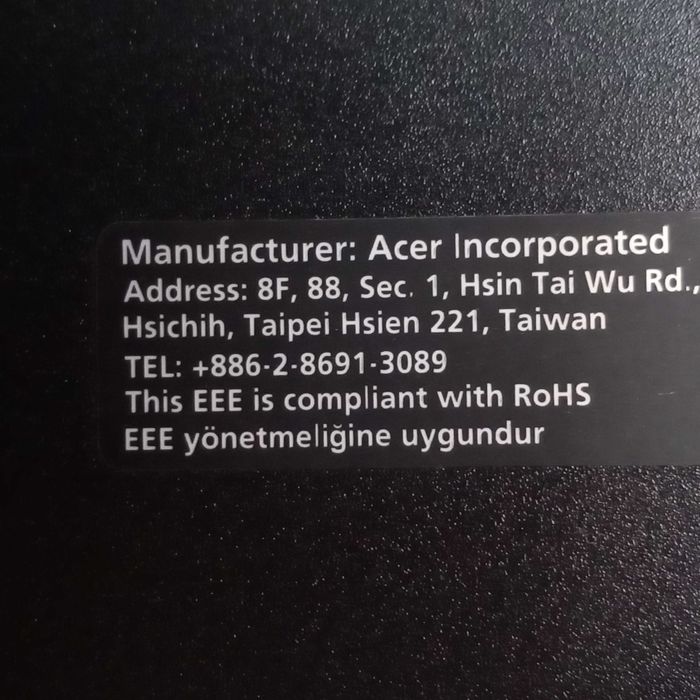 Manufacturer: Acer Incorporated
Address: 8F, 88, Sec. 1, Hsin Tai Wu Rd.,
Hsichih, Taipei Hsien 221, Taiwan
TEL: +886-2-8691-3089
This EEE is compliant with RoHS
EEE yönetmeliğine uygundur